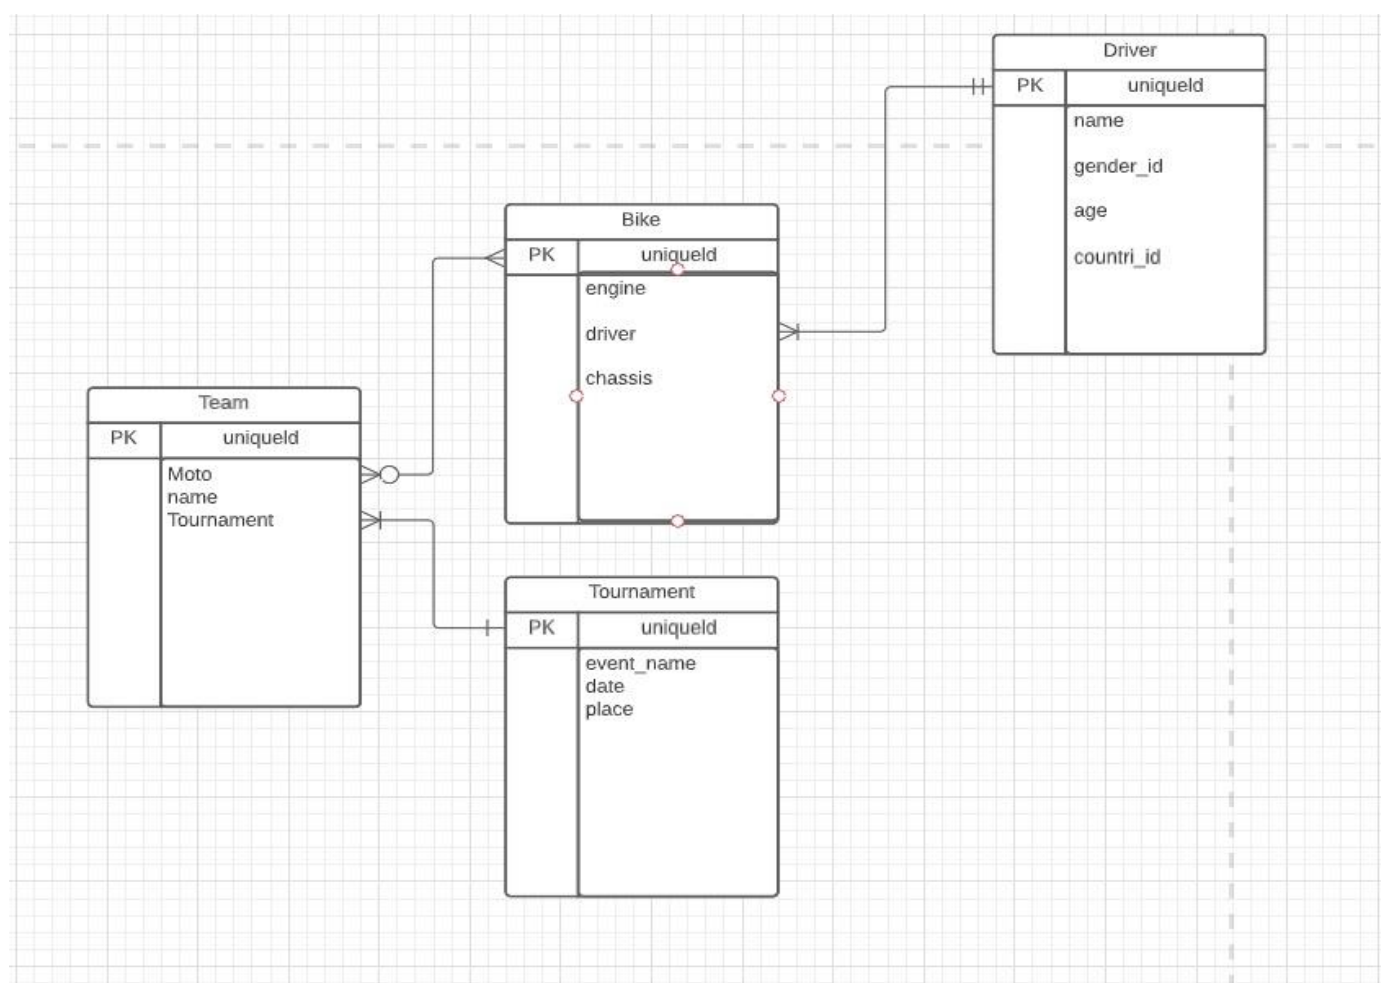 Driver
PK uniqueId
name
gender_id
age
countri_id
Bike
PK uniqueId
engine
driver
chassis
Team
PK uniqueId
Moto
name
Tournament
Tournament
PK uniqueId
event_name
date
place